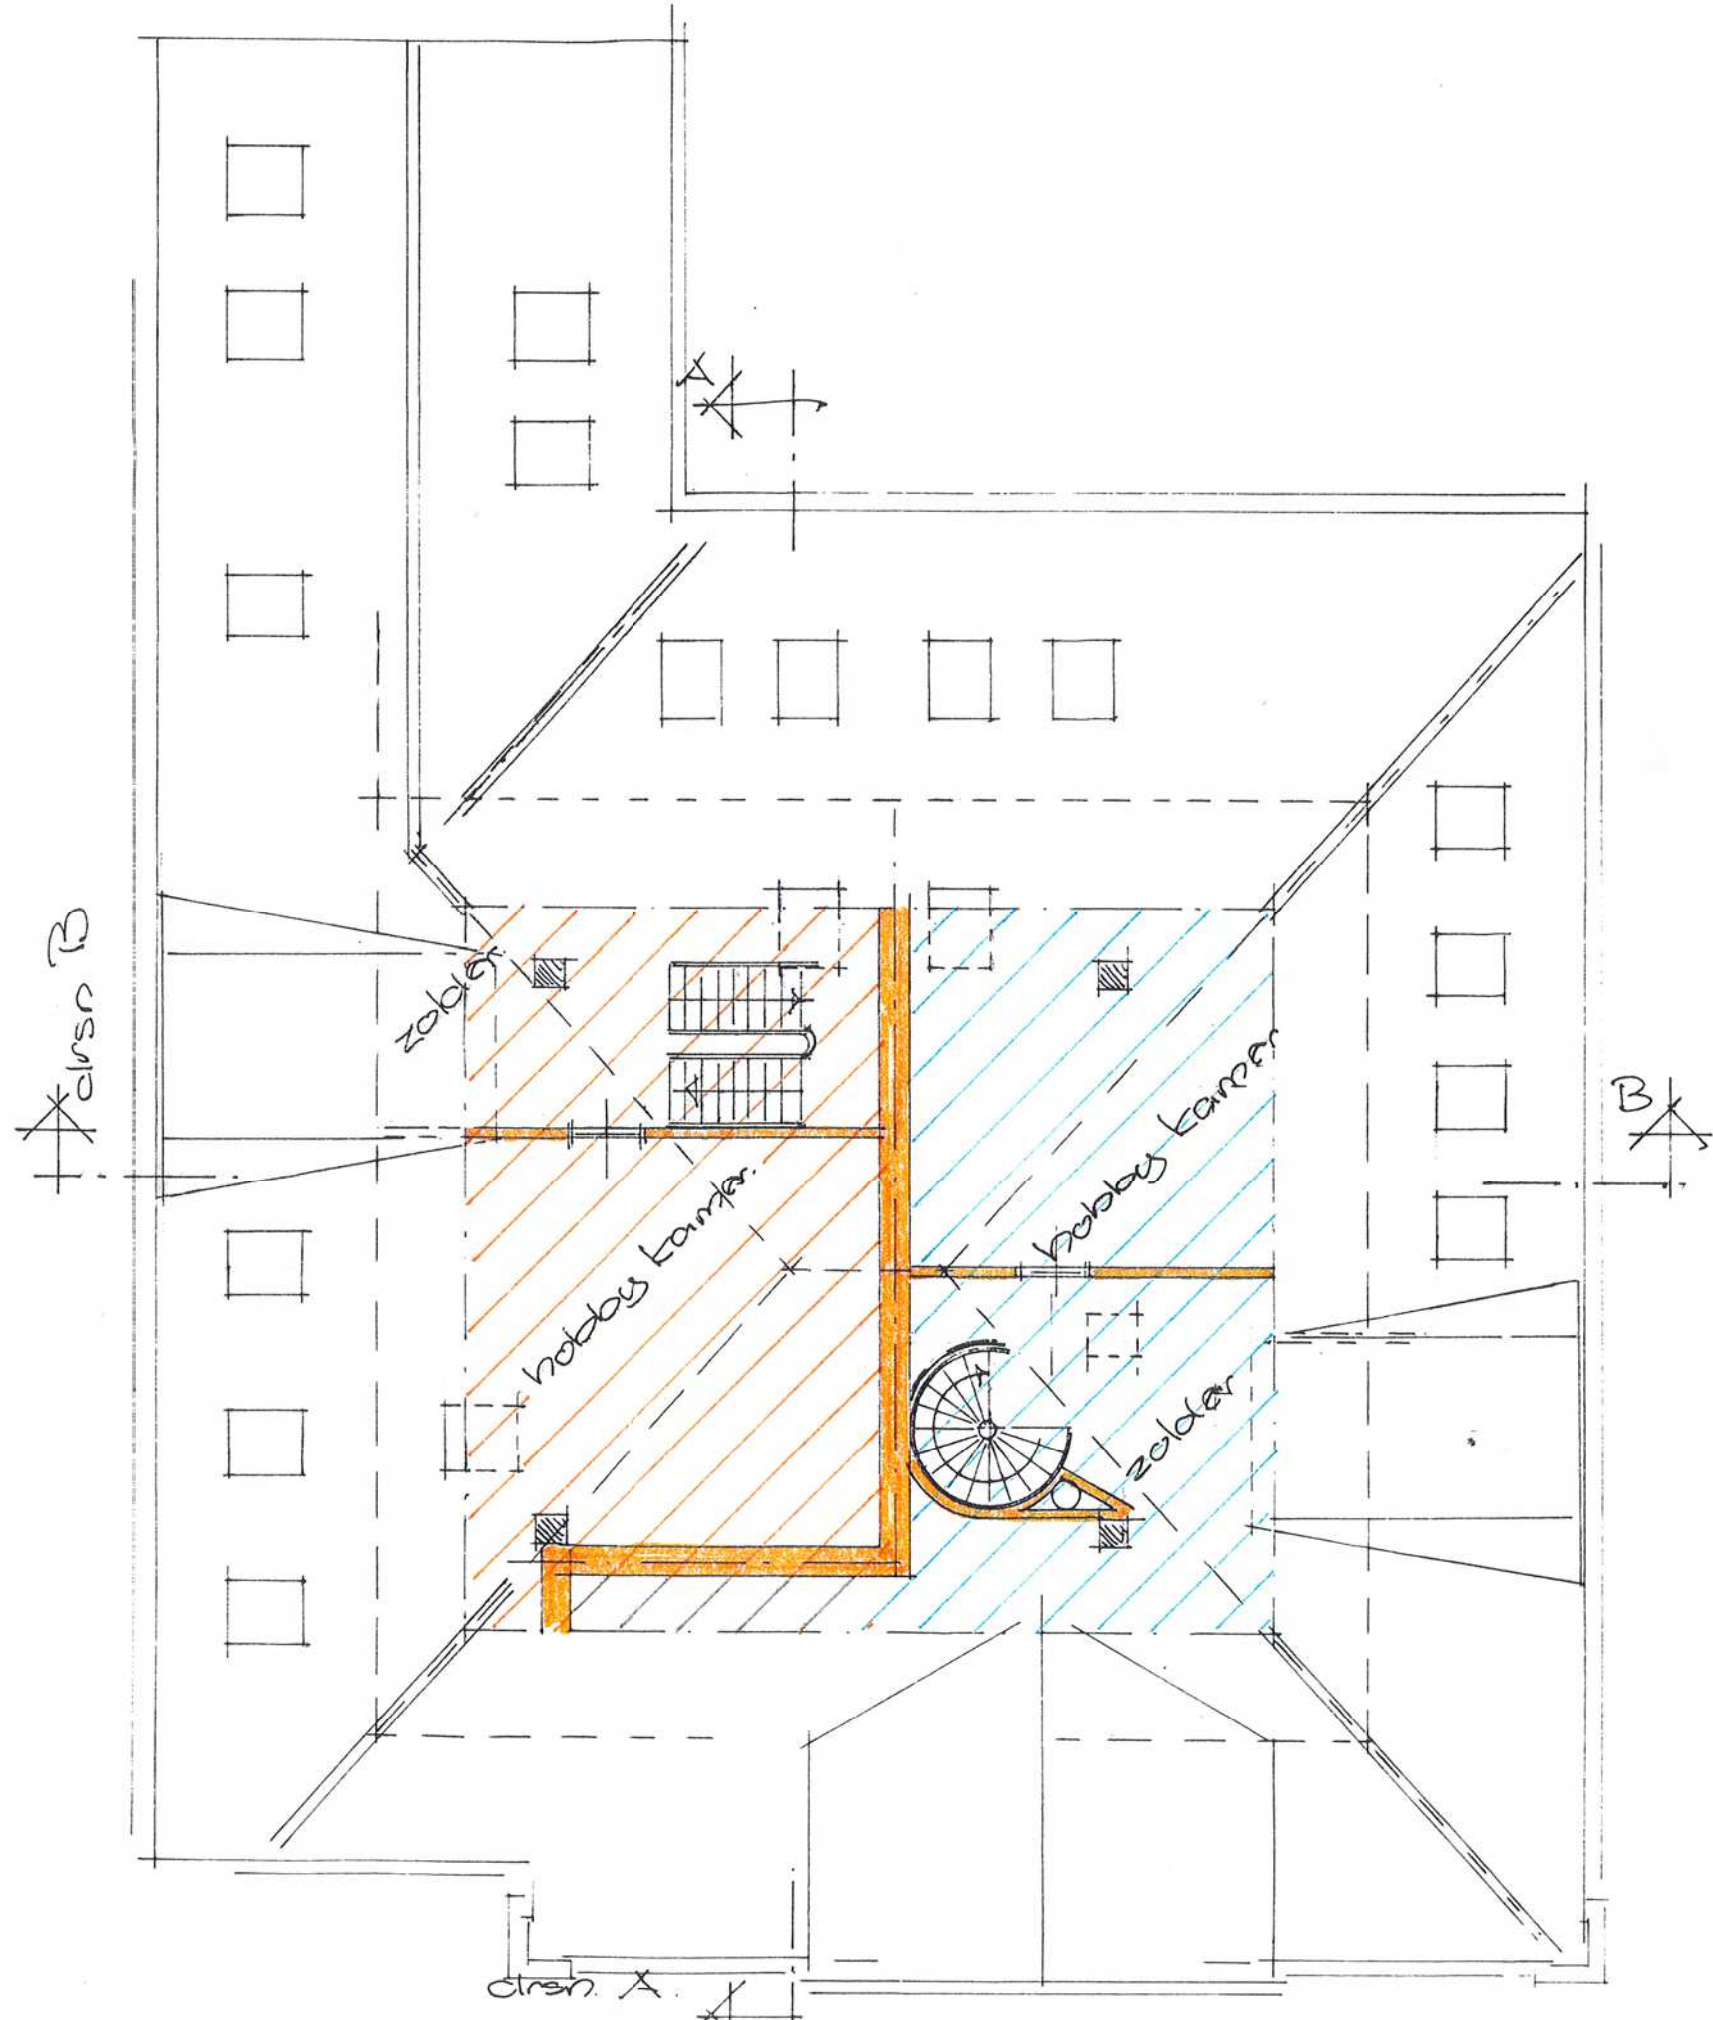 A
drsn B
zolder
hobby kamer
B
hobby kamer.
zolder
drsn. A.